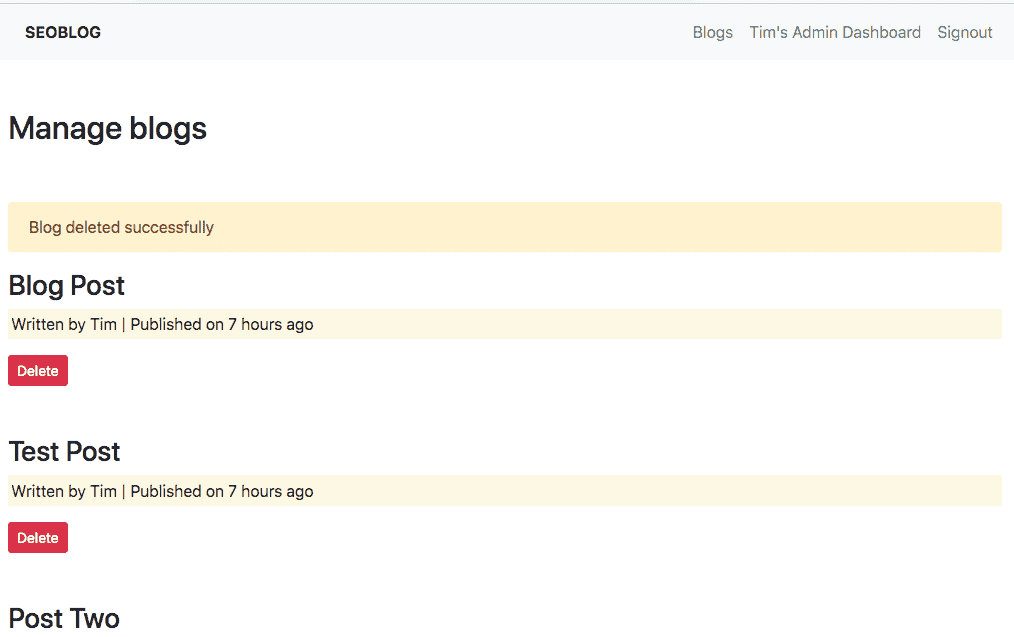 SEOBLOG Blogs Tim's Admin Dashboard Signout
Manage blogs
Blog deleted successfully
Blog Post
Written by Tim | Published on 7 hours ago
Delete
Test Post
Written by Tim | Published on 7 hours ago
Delete
Post Two